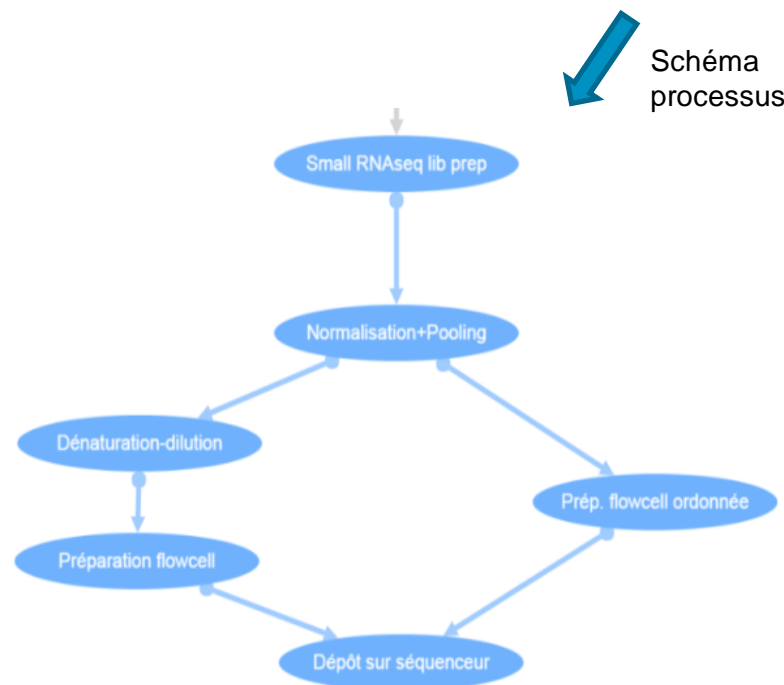 Schéma
processus
Small RNAseq lib prep
Normalisation+Pooling
Dénaturation-dilution
Prép. flowcell ordonnée
Préparation flowcell
Dépôt sur séquenceur